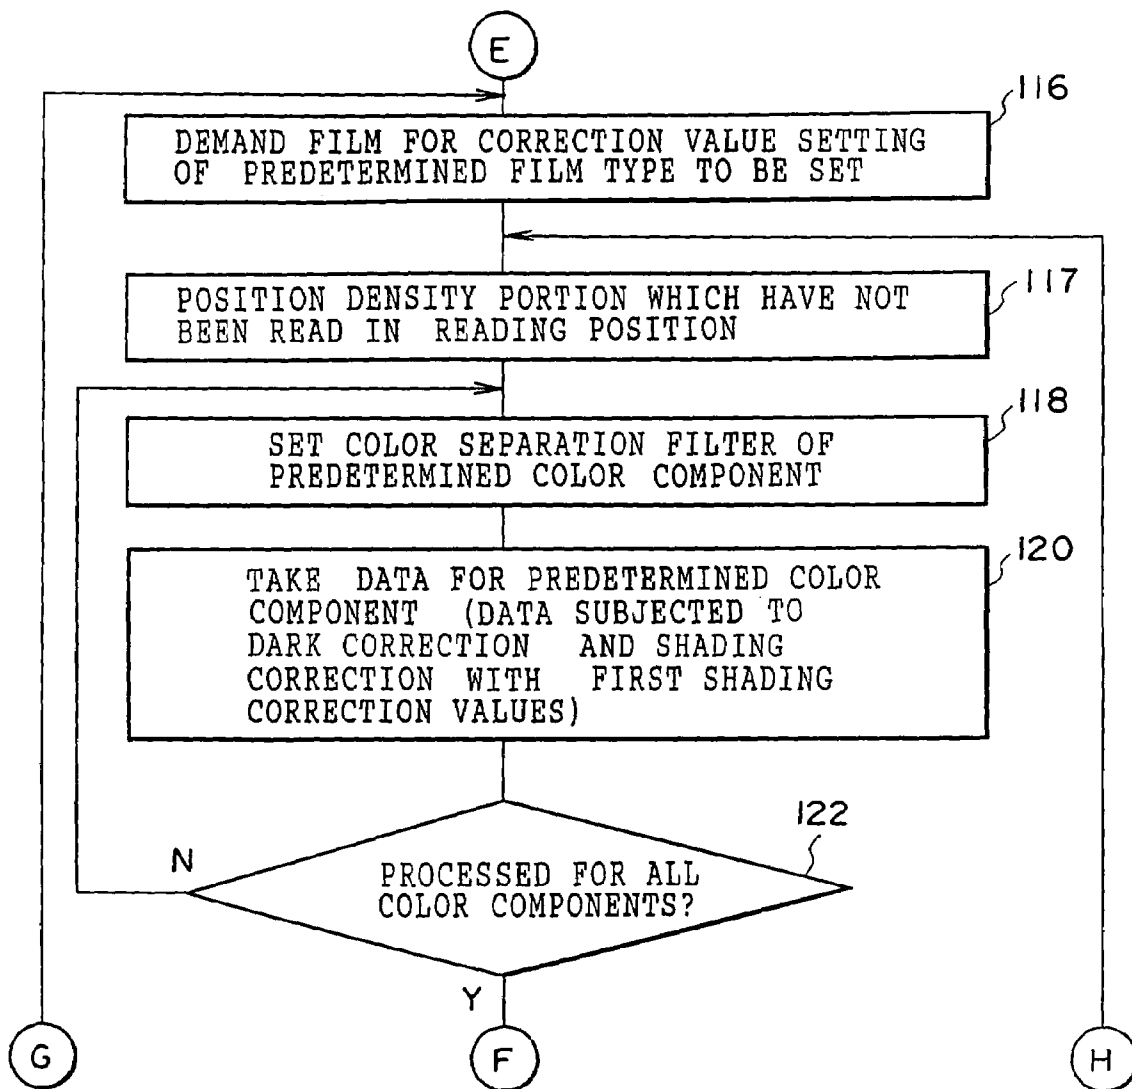 E
116
DEMAND FILM FOR CORRECTION VALUE SETTING
OF PREDETERMINED FILM TYPE TO BE SET
117
POSITION DENSITY PORTION WHICH HAVE NOT
BEEN READ IN READING POSITION
118
SET COLOR SEPARATION FILTER OF
PREDETERMINED COLOR COMPONENT
120
TAKE DATA FOR PREDETERMINED COLOR
COMPONENT (DATA SUBJECTED TO
DARK CORRECTION AND SHADING
CORRECTION WITH FIRST SHADING
CORRECTION VALUES)
122
N
PROCESSED FOR ALL
COLOR COMPONENTS?
Y
G
F
H